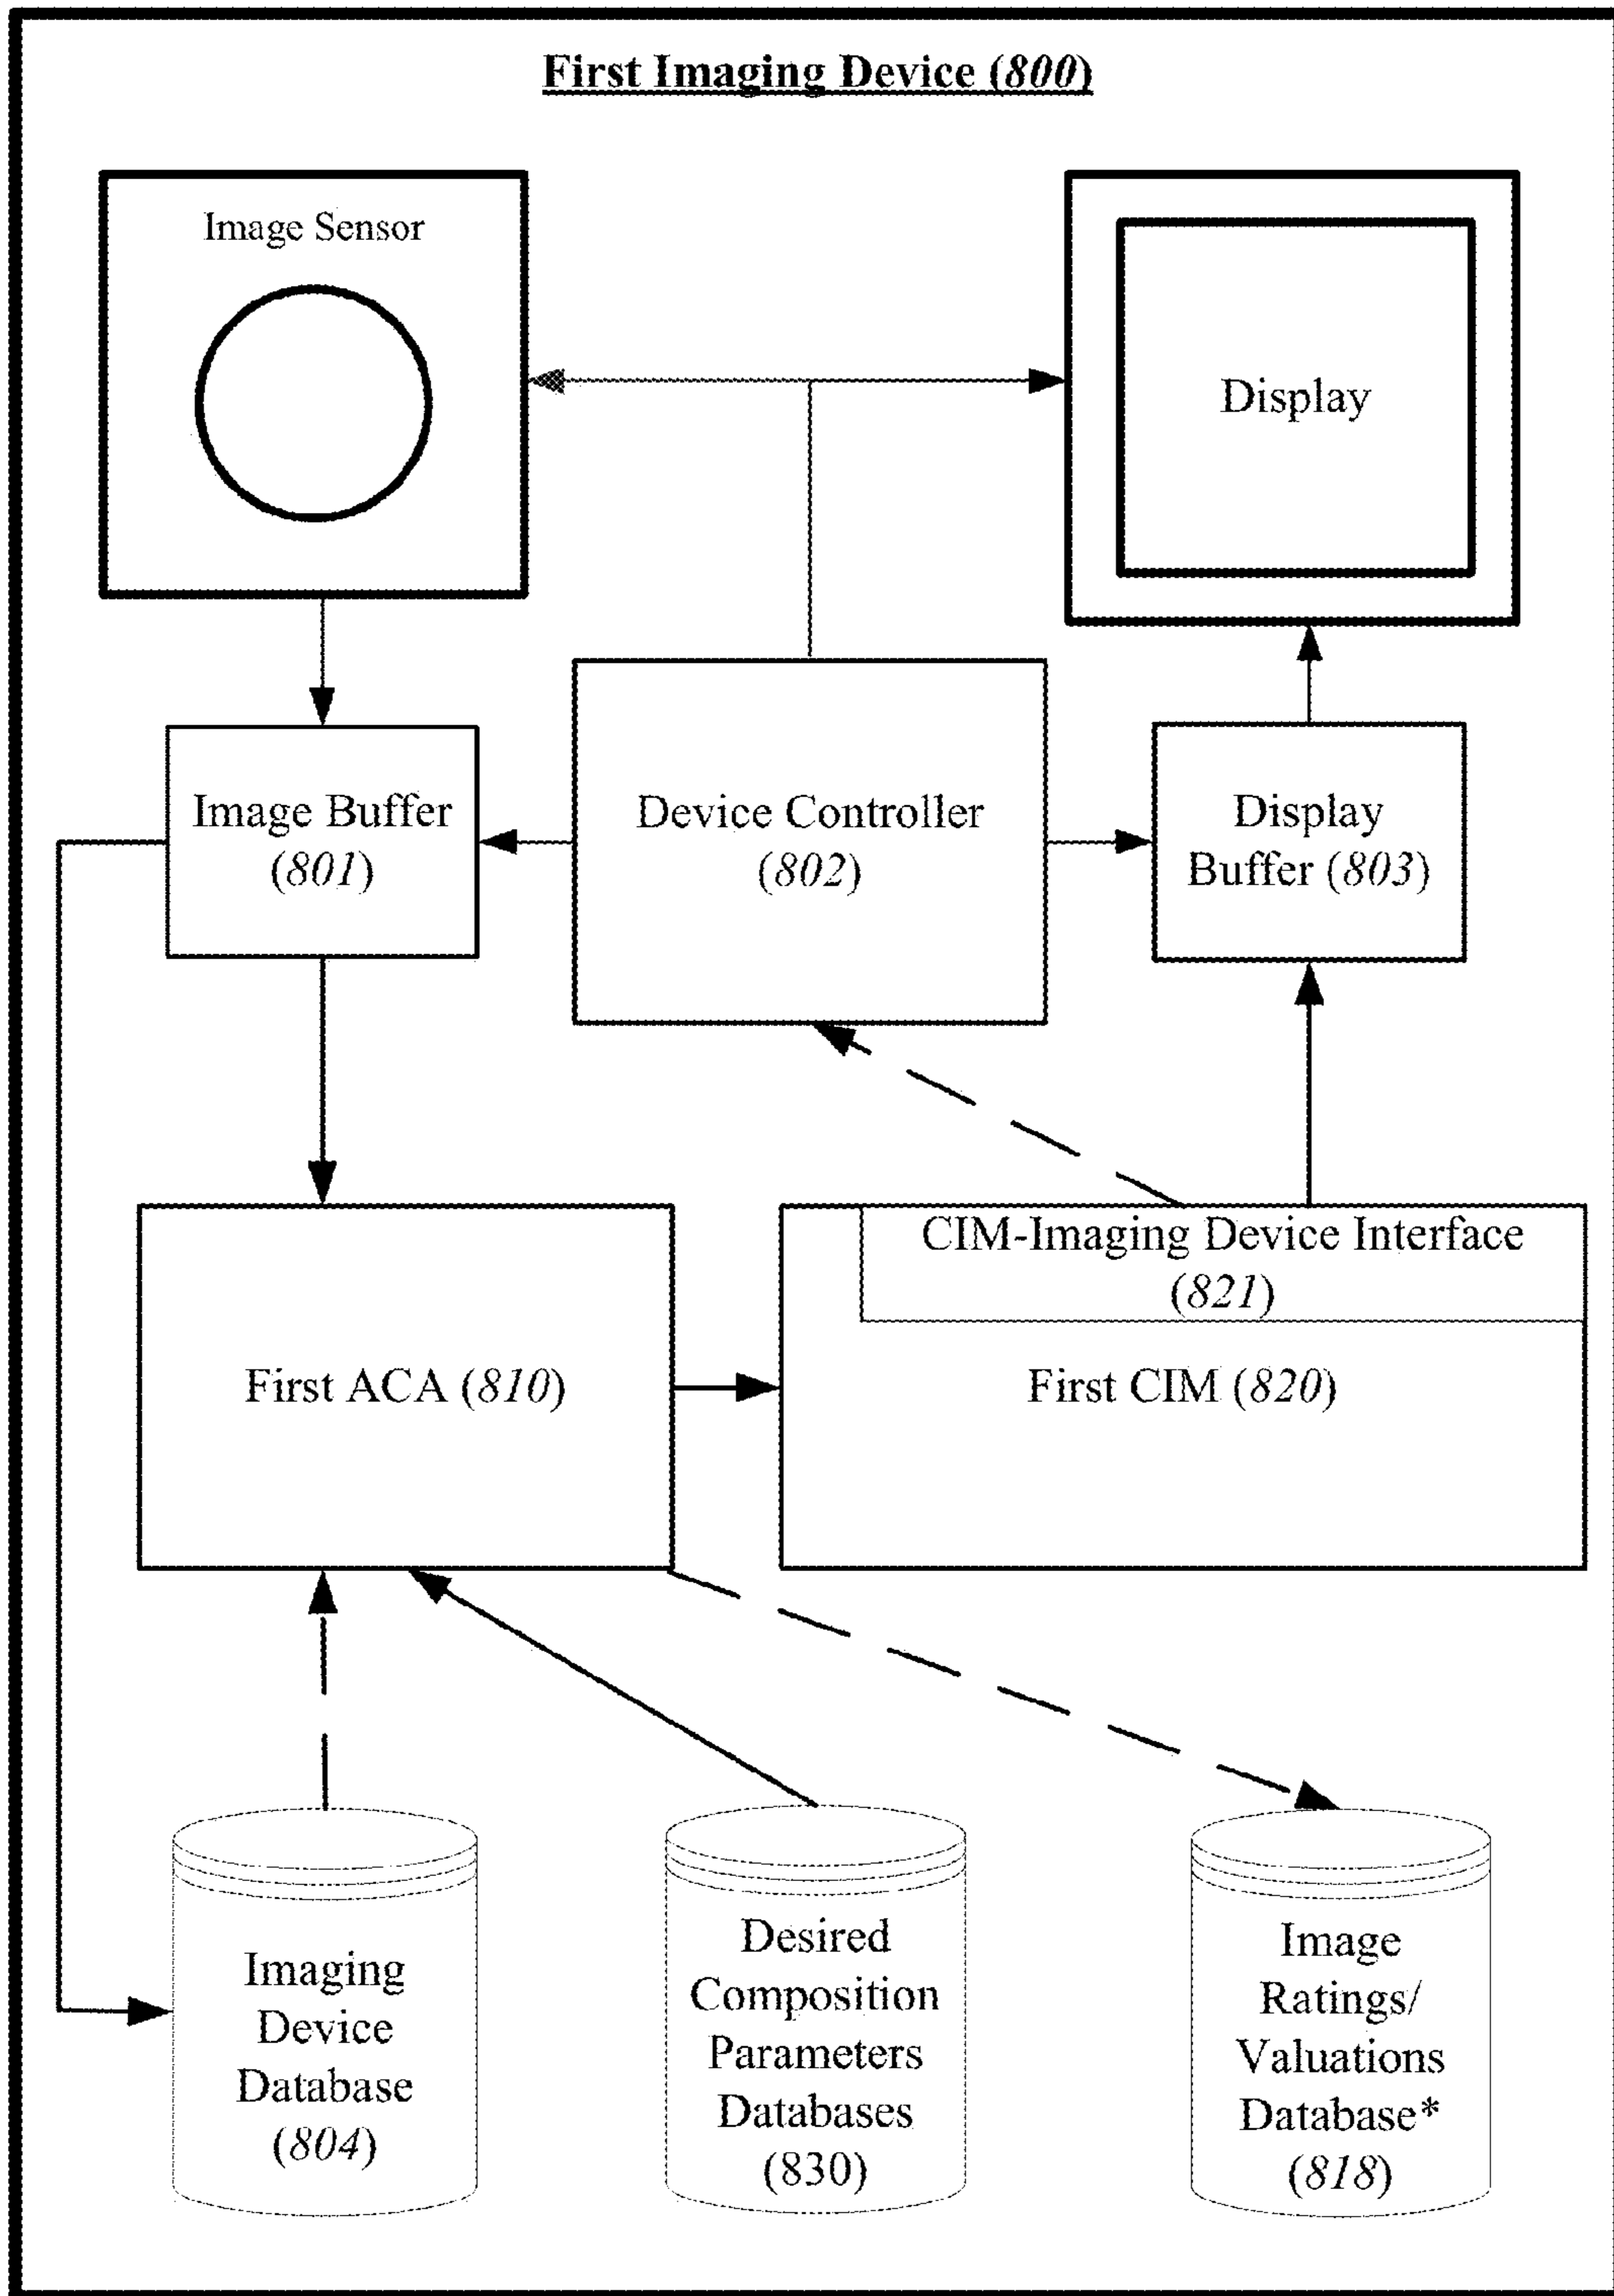 First Imaging Device (800)
Image Sensor
Display
Image Buffer
(801)
Device Controller
(802)
Display
Buffer (803)
CIM-Imaging Device Interface
(821)
First ACA (810)
First CIM (820)
Imaging
Device
Database
(804)
Desired
Composition
Parameters
Databases
(830)
Image
Ratings/
Valuations
Database*
(818)